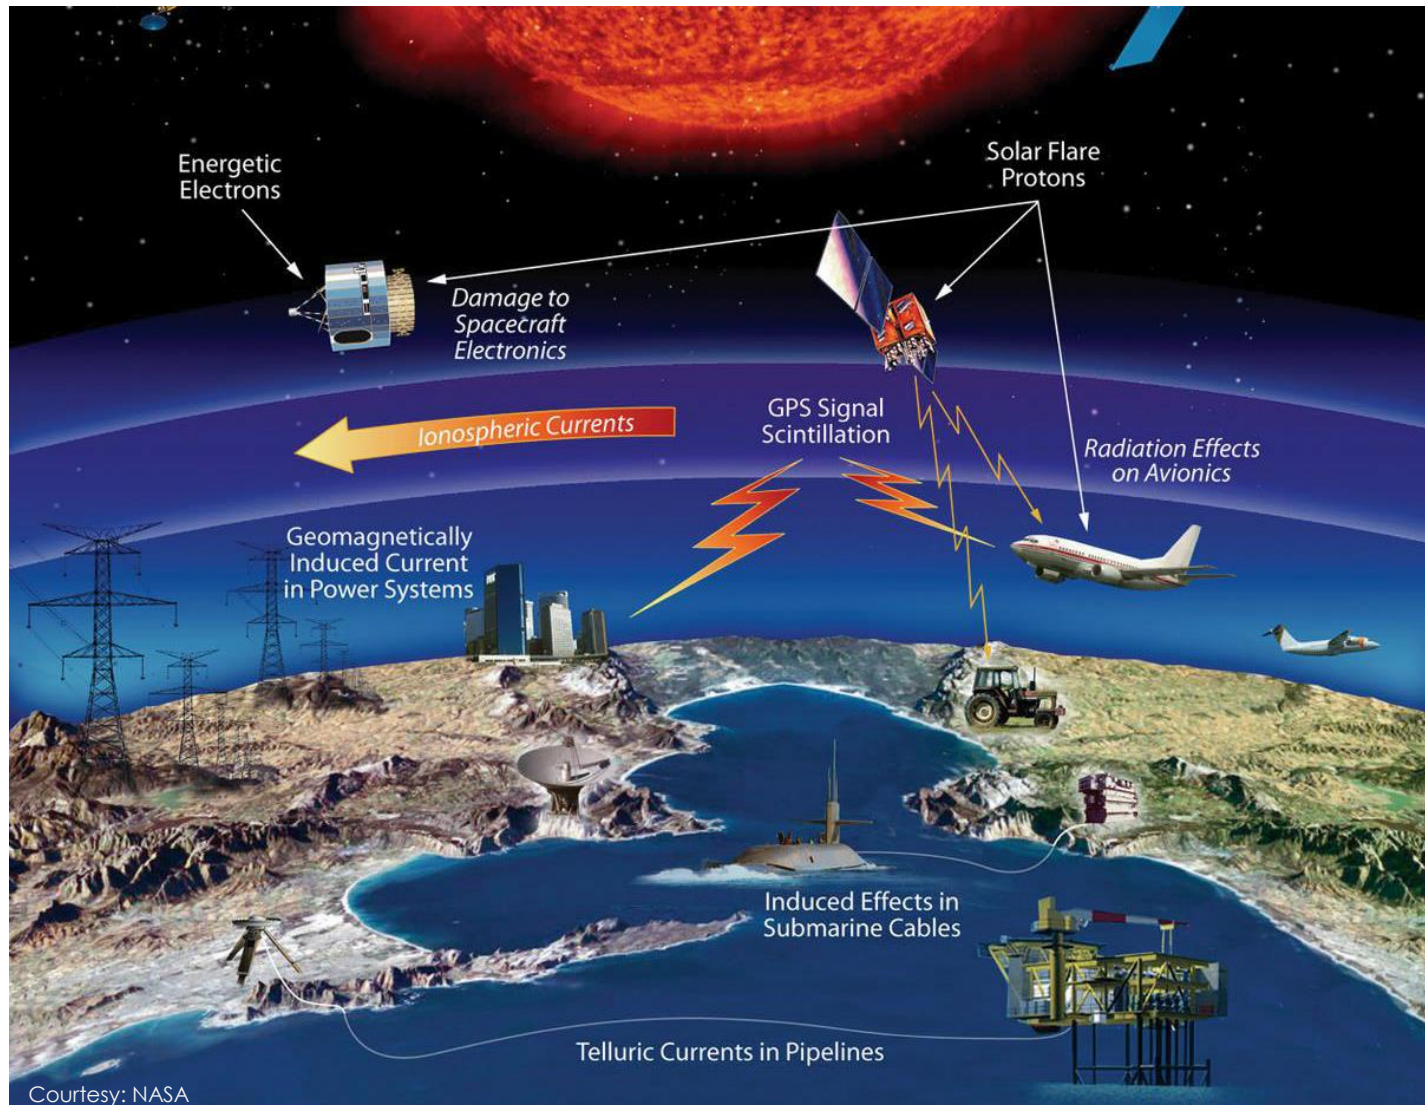 Energetic
Electrons
Solar Flare
Protons
Damage to
Spacecraft
Electronics
Ionospheric Currents
GPS Signal
Scintillation
Radiation Effects
on Avionics
Geomagnetically
Induced Current
in Power Systems
Induced Effects in
Submarine Cables
Telluric Currents in Pipelines
Courtesy: NASA